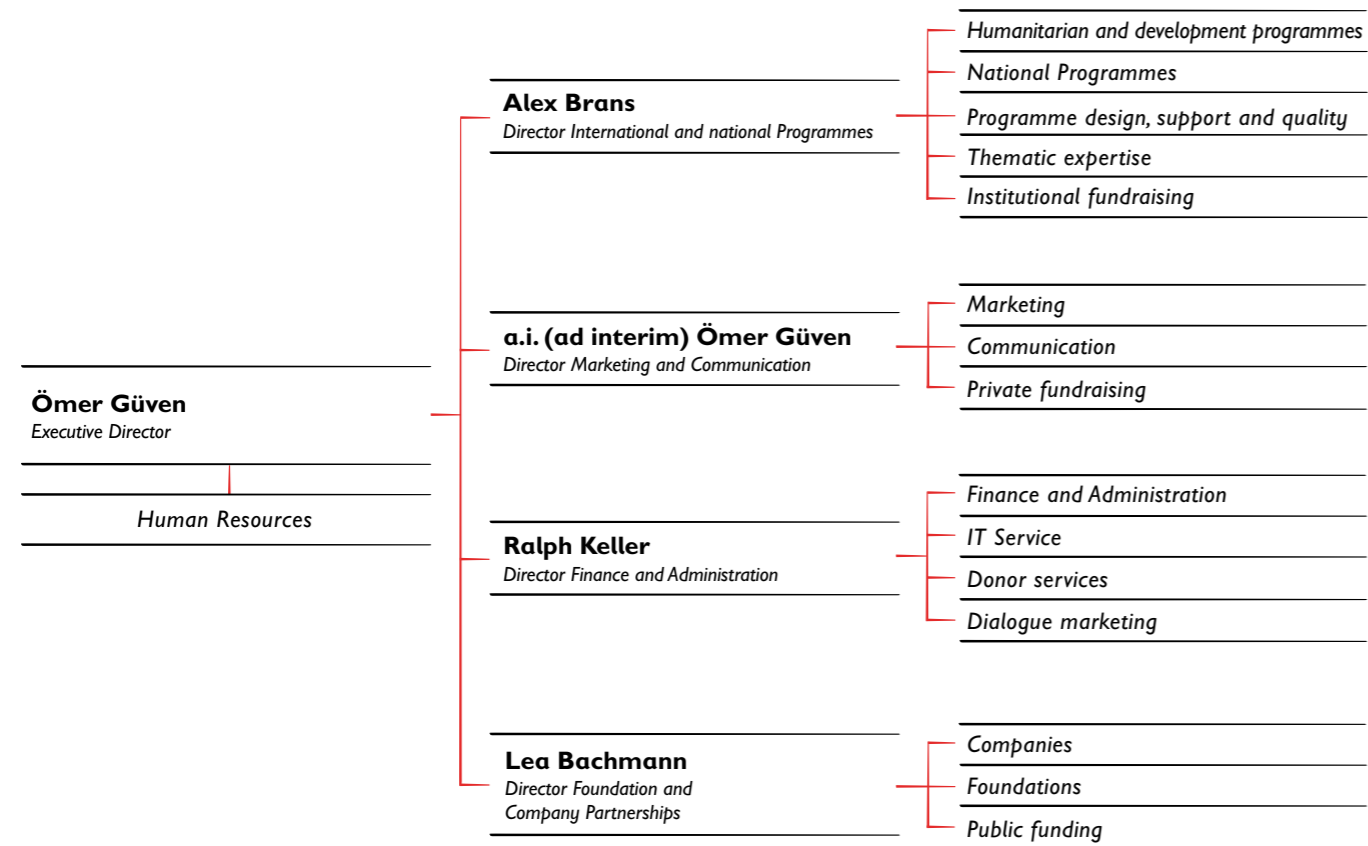 Ömer Güven
Executive Director
Human Resources
Alex Brans
Director International and national Programmes
Humanitarian and development programmes
National Programmes
Programme design, support and quality
Thematic expertise
Institutional fundraising
a.i. (ad interim) Ömer Güven
Director Marketing and Communication
Marketing
Communication
Private fundraising
Ralph Keller
Director Finance and Administration
Finance and Administration
IT Service
Donor services
Dialogue marketing
Lea Bachmann
Director Foundation and
Company Partnerships
Companies
Foundations
Public funding